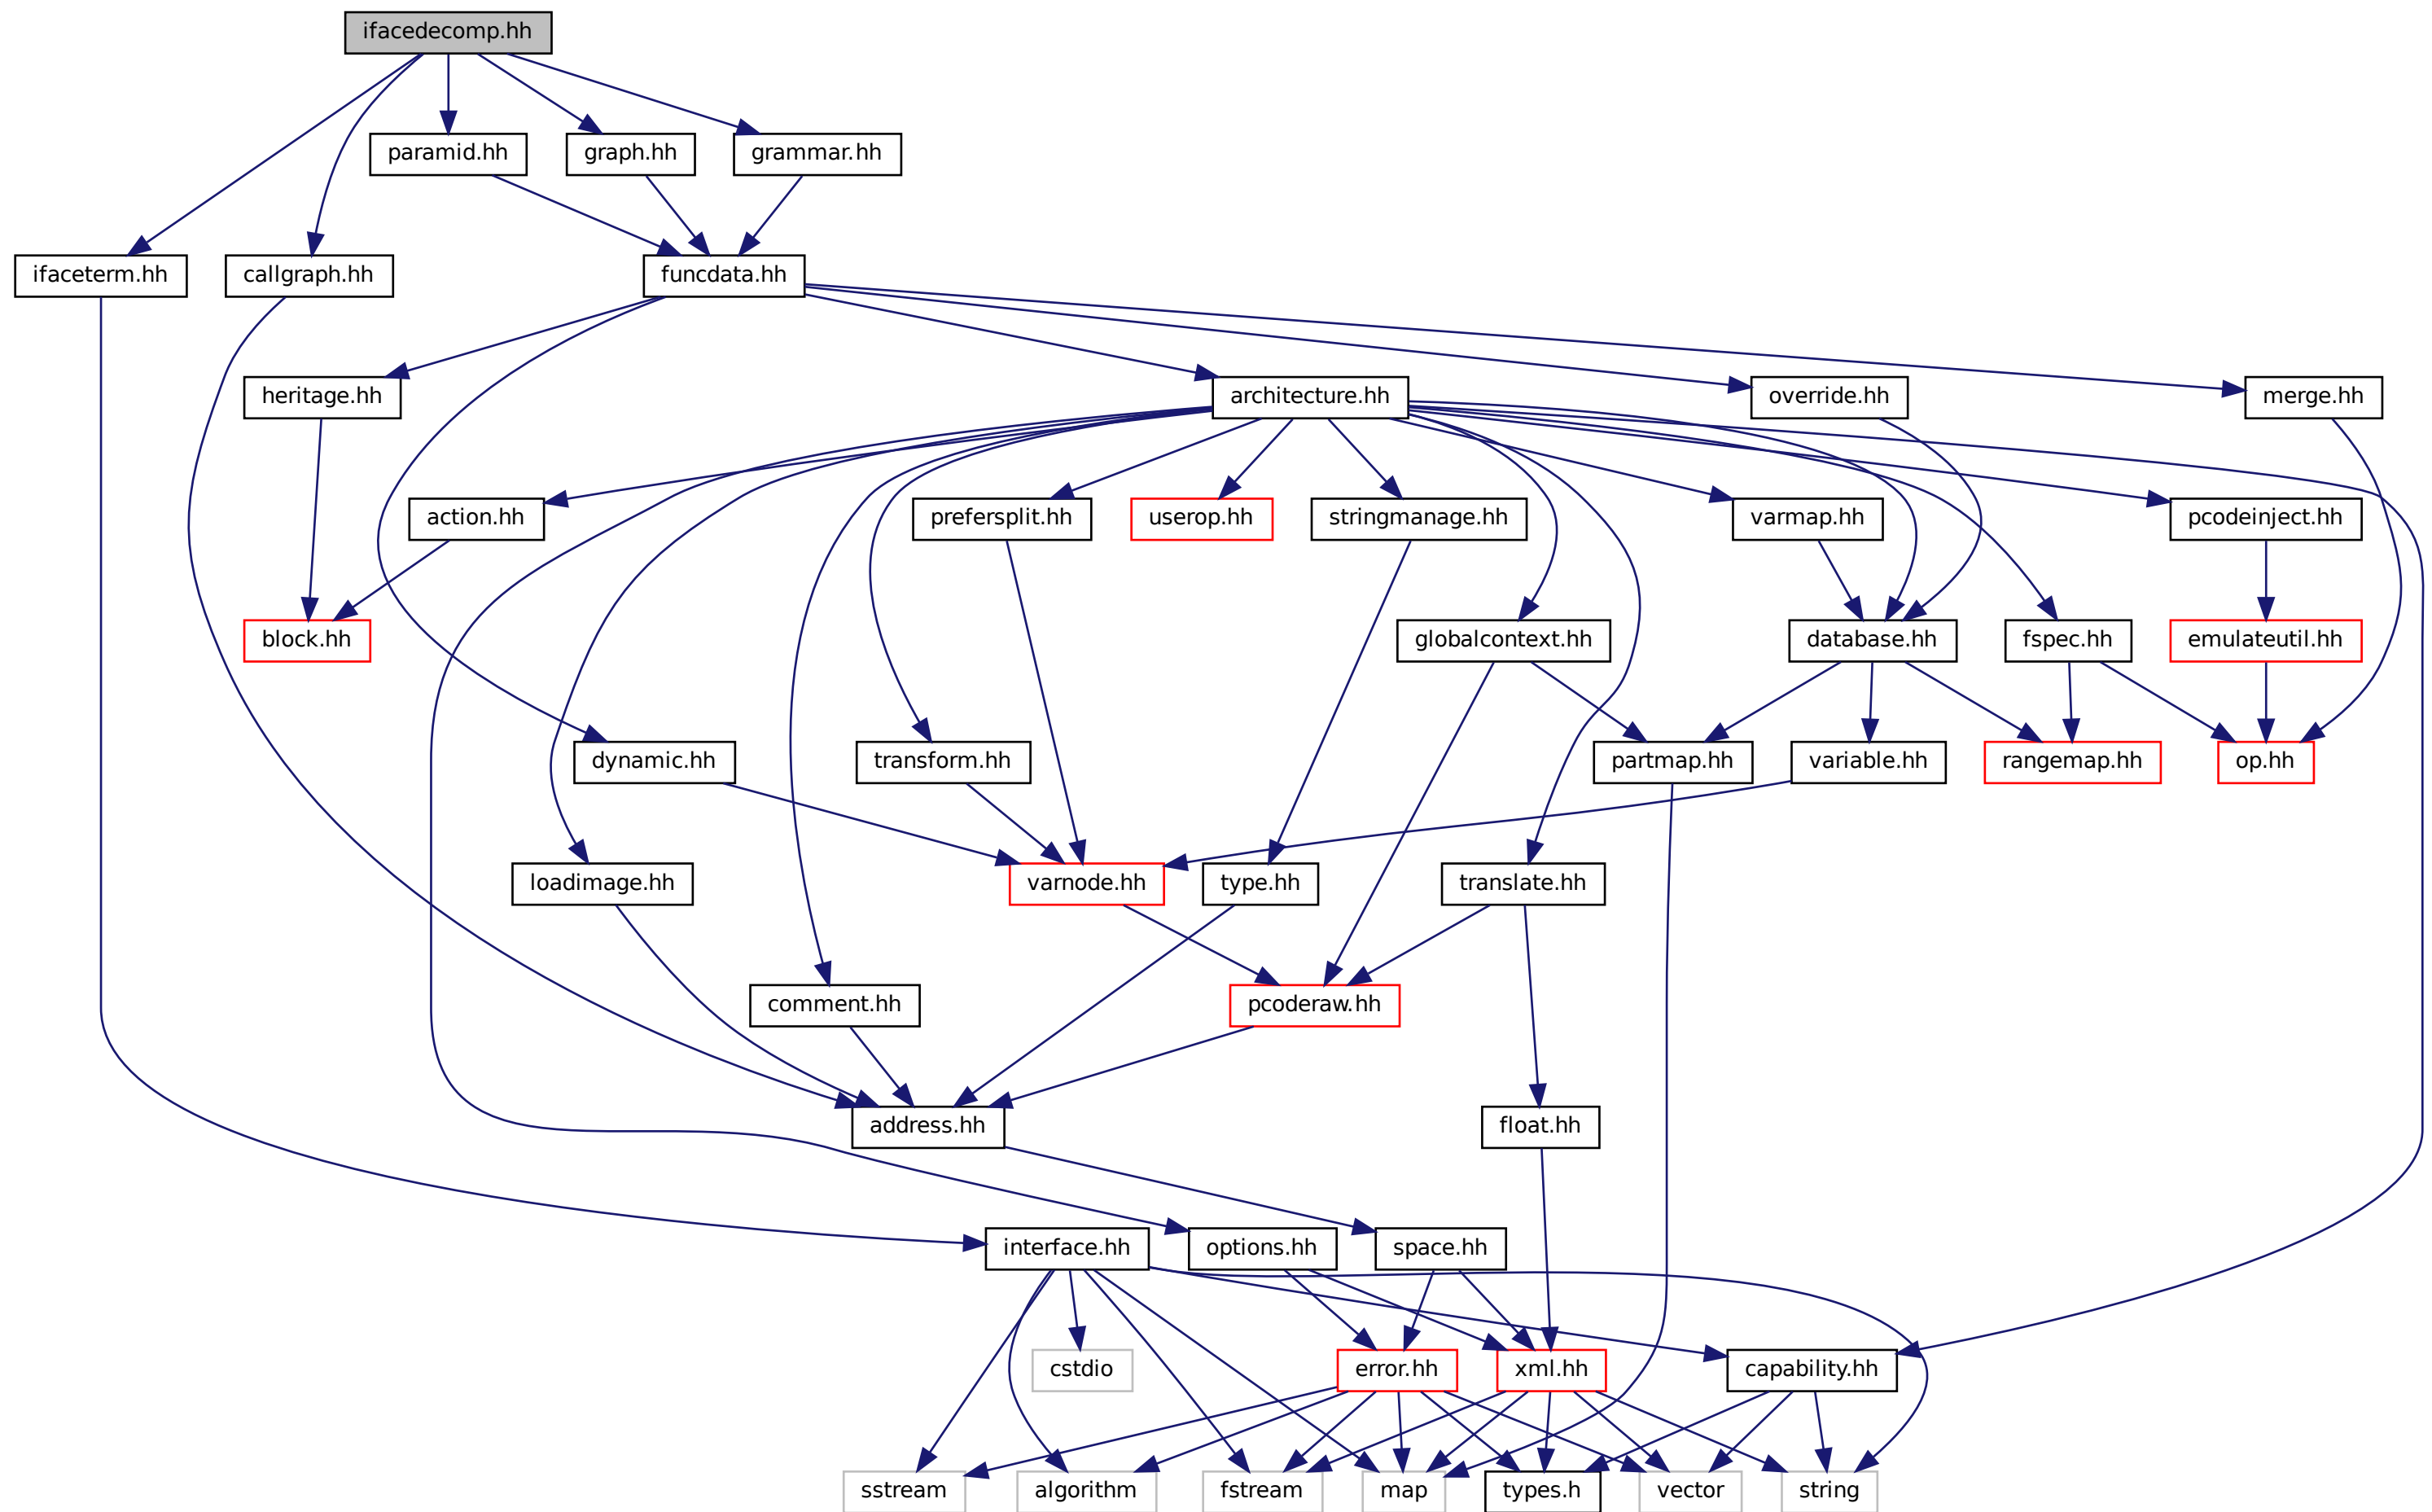 ifacedecomp.hh
paramid.hh
graph.hh
grammar.hh
ifaceterm.hh
callgraph.hh
funcdata.hh
heritage.hh
architecture.hh
override.hh
merge.hh
action.hh
prefersplit.hh
userop.hh
stringmanage.hh
varmap.hh
pcodeinject.hh
block.hh
globalcontext.hh
database.hh
fspec.hh
emulateutil.hh
dynamic.hh
transform.hh
partmap.hh
variable.hh
rangemap.hh
op.hh
loadimage.hh
varnode.hh
type.hh
translate.hh
comment.hh
pcoderaw.hh
address.hh
float.hh
interface.hh
options.hh
space.hh
cstdio
error.hh
xml.hh
capability.hh
sstream
algorithm
fstream
map
types.h
vector
string